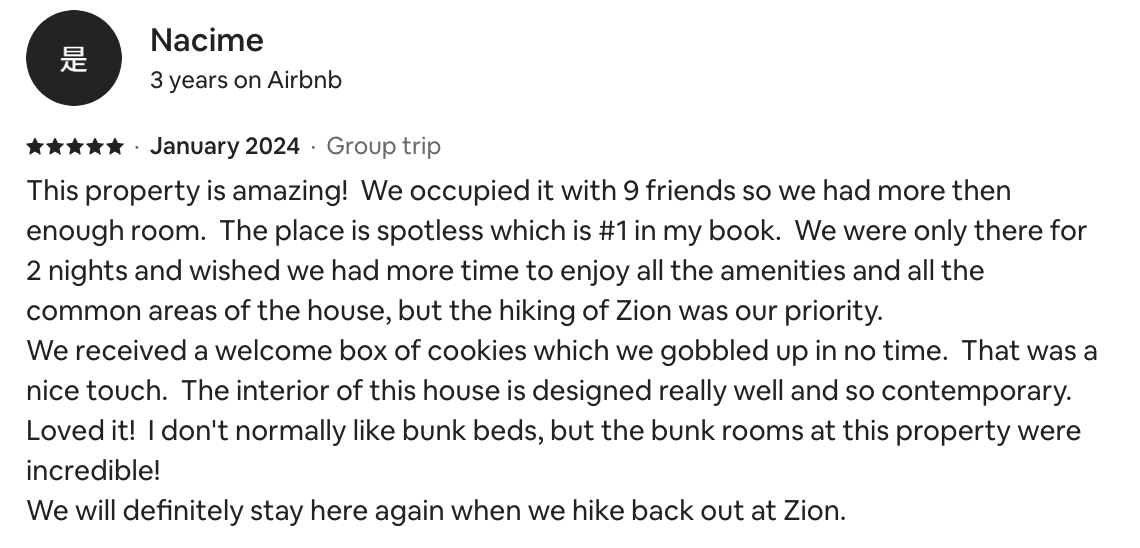 是
Nacime
3 years on Airbnb
★★★★★ · January 2024 · Group trip
This property is amazing!  We occupied it with 9 friends so we had more then
enough room.  The place is spotless which is #1 in my book.  We were only there for
2 nights and wished we had more time to enjoy all the amenities and all the
common areas of the house, but the hiking of Zion was our priority.
We received a welcome box of cookies which we gobbled up in no time.  That was a
nice touch.  The interior of this house is designed really well and so contemporary.
Loved it!  I don't normally like bunk beds, but the bunk rooms at this property were
incredible!
We will definitely stay here again when we hike back out at Zion.